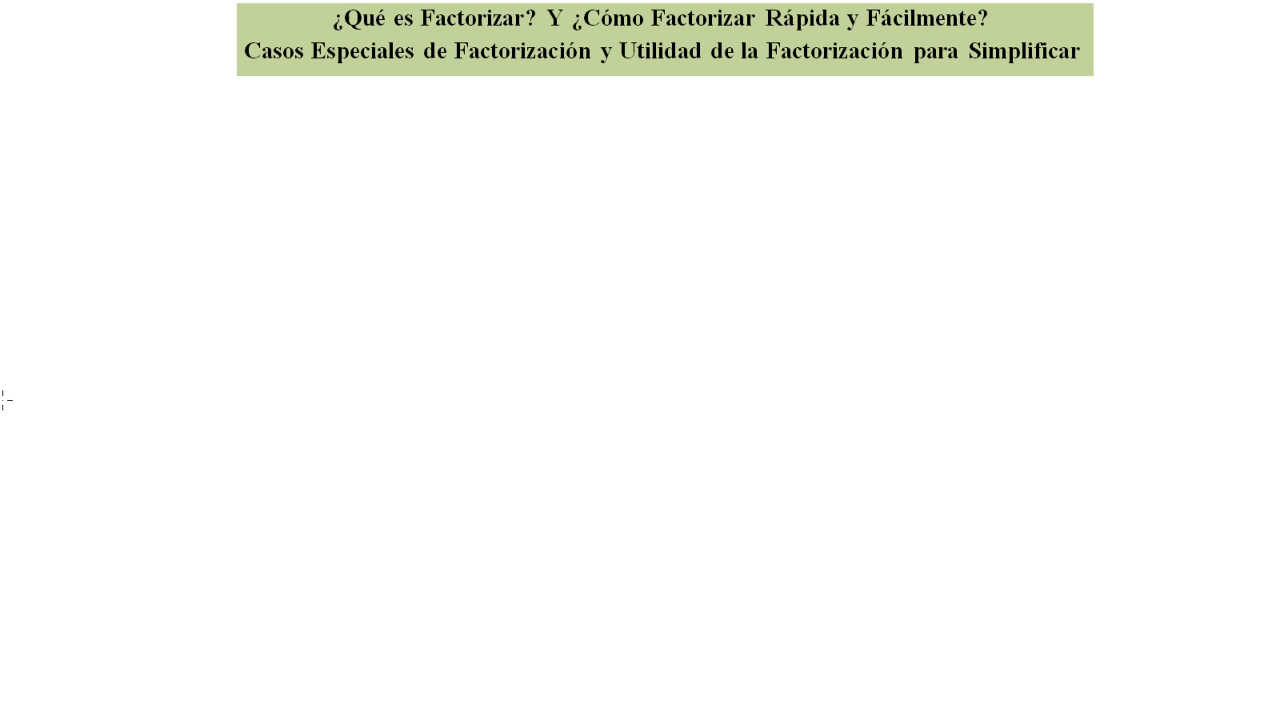 ¿Qué es Factorizar? Y ¿Cómo Factorizar Rápida y Fácilmente?
Casos Especiales de Factorización y Utilidad de la Factorización para Simplificar